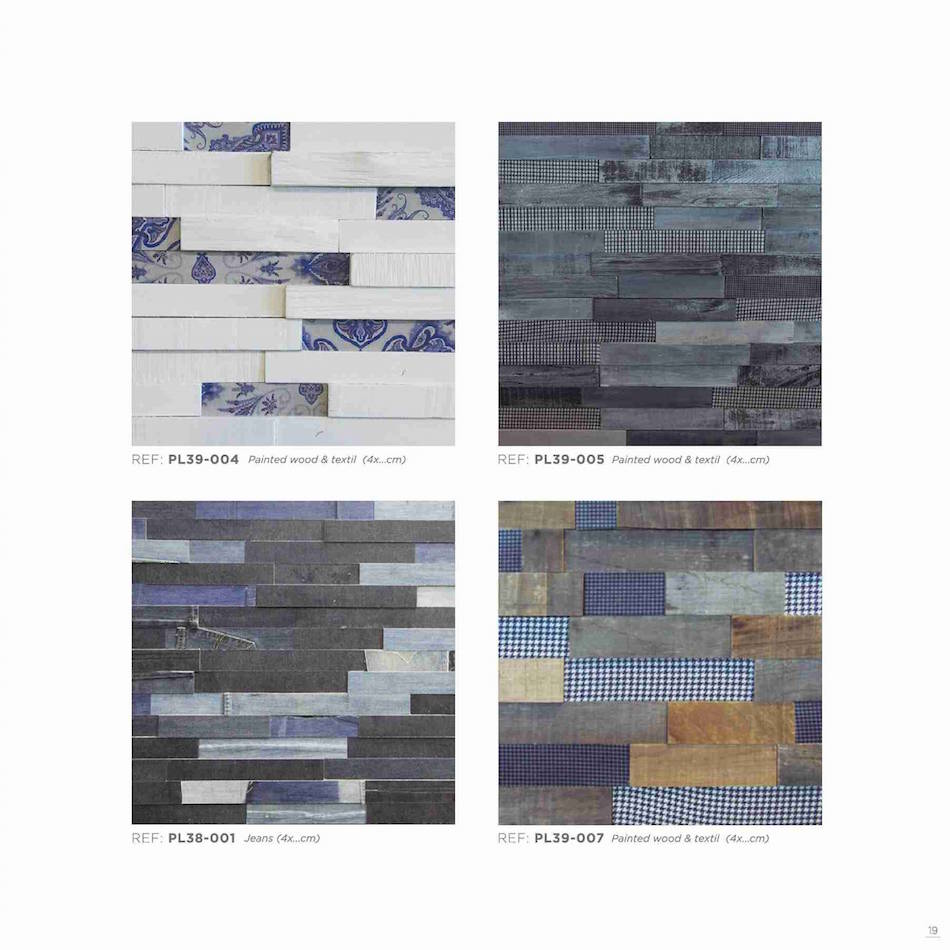 REF: PL39-004 Painted wood & textil (4x...cm)
REF: PL39-005 Painted wood & textil (4x...cm)
REF: PL38-001 Jeans (4x...cm)
REF: PL39-007 Painted wood & textil (4x...cm)
19